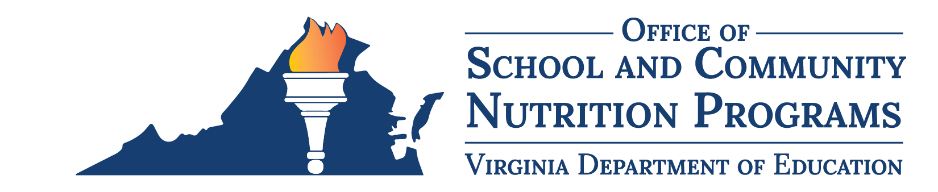 Office of
School and Community
Nutrition Programs
Virginia Department of Education